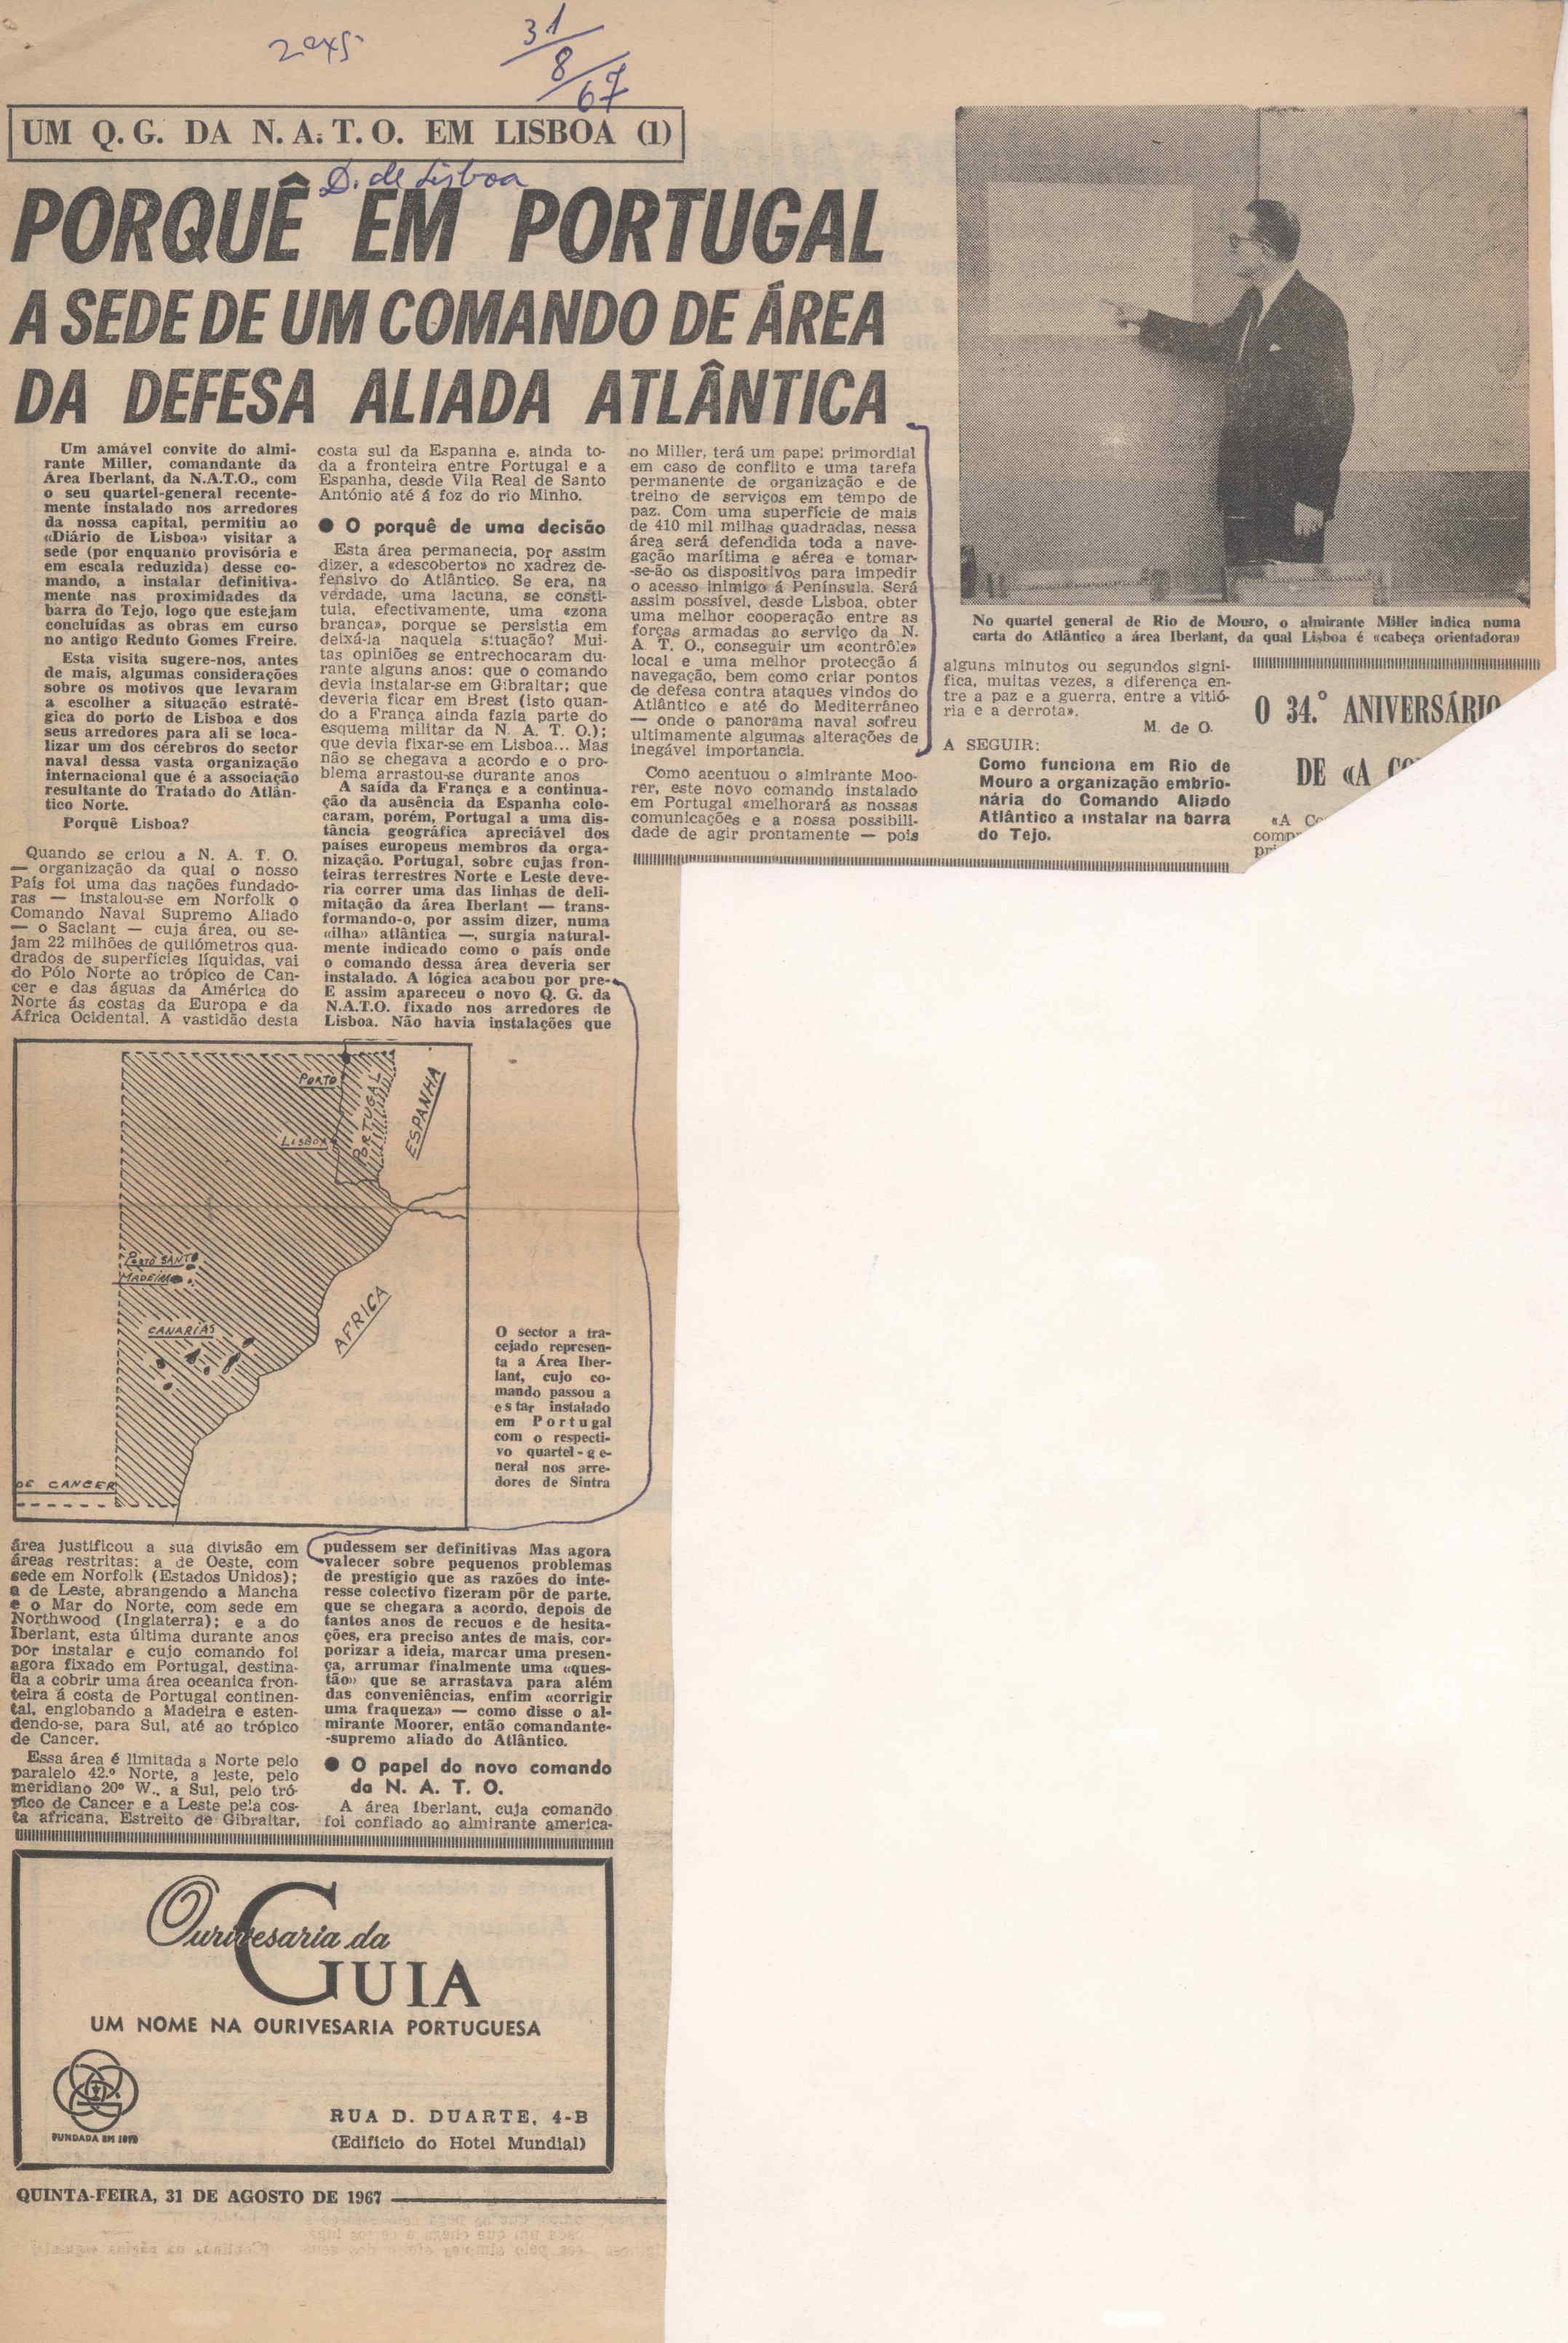 31/8/67
UM Q. G. DA N. A. T. O. EM LISBOA (1)
D. de Lisboa
PORQUÊ EM PORTUGAL
A SEDE DE UM COMANDO DE ÁREA
DA DEFESA ALIADA ATLÂNTICA
Um amável convite do almi-
rante Miller, comandante da
Área Iberlant, da N.A.T.O., com
o seu quartel-general recente-
mente instalado nos arredores
da nossa capital, permitiu ao
«Diário de Lisboa» visitar a
sede (por enquanto provisória e
em escala reduzida) desse co-
mando, a instalar definitiva-
mente nas proximidades da
barra do Tejo, logo que estejam
concluídas as obras em curso
no antigo Reduto Gomes Freire.
Esta visita sugere-nos, antes
de mais, algumas considerações
sobre os motivos que levaram
a escolher a situação estraté-
gica do porto de Lisboa e dos
seus arredores para ali se loca-
lizar um dos cérebros do sector
naval dessa vasta organização
internacional que é a associação
resultante do Tratado do Atlân-
tico Norte.
Porquê Lisboa?
Quando se criou a N. A. T. O.
— organização da qual o nosso
País foi uma das nações fundado-
ras — instalou-se em Norfolk o
Comando Naval Supremo Aliado
— o Saclant — cuja área, ou se-
jam 22 milhões de quilómetros qua-
drados de superfícies líquidas, vai
do Pólo Norte ao trópico de Can-
cer e das águas da América do
Norte ás costas da Europa e da
África Ocidental. A vastidão desta
PORTO
LISBOA
PORTUGAL
ESPANHA
PORTO SANTO
MADEIRA
CANARIAS
AFRICA
DE CANCER
O sector a tra-
cejado represen-
ta a Área Iber-
lant, cujo co-
mando passou a
estar instalado
em Portugal
com o respecti-
vo quartel-ge-
neral nos arre-
dores de Sintra
área justificou a sua divisão em
áreas restritas: a de Oeste, com
sede em Norfolk (Estados Unidos);
a de Leste, abrangendo a Mancha
e o Mar do Norte, com sede em
Northwood (Inglaterra); e a do
Iberlant, esta última durante anos
por instalar e cujo comando foi
agora fixado em Portugal, destina-
da a cobrir uma área oceanica fron-
teira á costa de Portugal continen-
tal, englobando a Madeira e esten-
dendo-se, para Sul, até ao trópico
de Cancer.
Essa área é limitada a Norte pelo
paralelo 42.º Norte, a leste, pelo
meridiano 20º W., a Sul, pelo tró-
pico de Cancer e a Leste pela cos-
ta africana, Estreito de Gibraltar,
costa sul da Espanha e, ainda to-
da a fronteira entre Portugal e a
Espanha, desde Vila Real de Santo
António até á foz do rio Minho.
● O porquê de uma decisão
Esta área permanecia, por assim
dizer, a «descoberto» no xadrez de-
fensivo do Atlântico. Se era, na
verdade, uma lacuna, se consti-
tuía, efectivamente, uma «zona
branca», porque se persistia em
deixá-la naquela situação? Mui-
tas opiniões se entrechocaram du-
rante alguns anos: que o comando
devia instalar-se em Gibraltar; que
deveria ficar em Brest (isto quan-
do a França ainda fazia parte do
esquema militar da N. A. T. O.);
que devia fixar-se em Lisboa... Mas
não se chegava a acordo e o pro-
blema arrastou-se durante anos
A saída da França e a continua-
ção da ausência da Espanha colo-
caram, porém, Portugal a uma dis-
tância geográfica apreciável dos
países europeus membros da orga-
nização. Portugal, sobre cujas fron-
teiras terrestres Norte e Leste deve-
ria correr uma das linhas de deli-
mitação da área Iberlant — trans-
formando-o, por assim dizer, numa
«ilha» atlântica —, surgia natural-
mente indicado como o país onde
o comando dessa área deveria ser
instalado. A lógica acabou por pre-
E assim apareceu o novo Q. G. da
N.A.T.O. fixado nos arredores de
Lisboa. Não havia instalações que
pudessem ser definitivas Mas agora
valecer sobre pequenos problemas
de prestígio que as razões do inte-
resse colectivo fizeram pôr de parte.
que se chegara a acordo, depois de
tantos anos de recuos e de hesita-
ções, era preciso antes de mais, cor-
porizar a ideia, marcar uma presen-
ça, arrumar finalmente uma «ques-
tão» que se arrastava para além
das conveniências, enfim «corrigir
uma fraqueza» — como disse o al-
mirante Moorer, então comandante-
-supremo aliado do Atlântico.
● O papel do novo comando
da N. A. T. O.
A área Iberlant, cuja comando
foi confiado ao almirante america-
no Miller, terá um papel primordial
em caso de conflito e uma tarefa
permanente de organização e de
treino de serviços em tempo de
paz. Com uma superfície de mais
de 410 mil milhas quadradas, nessa
área será defendida toda a nave-
gação marítima e aérea e tomar-
-se-ão os dispositivos para impedir
o acesso inimigo á Península. Será
assim possível, desde Lisboa, obter
uma melhor cooperação entre as
forças armadas ao serviço da N.
A T. O., conseguir um «contrôle»
local e uma melhor protecção á
navegação, bem como criar pontos
de defesa contra ataques vindos do
Atlântico e até do Mediterrâneo
— onde o panorama naval sofreu
ultimamente algumas alterações de
inegável importancia.
Como acentuou o almirante Moo-
rer, este novo comando instalado
em Portugal «melhorará as nossas
comunicações e a nossa possibili-
dade de agir prontamente — pois
No quartel general de Rio de Mouro, o almirante Miller indica numa
carta do Atlântico a área Iberlant, da qual Lisboa é «cabeça orientadora»
alguns minutos ou segundos signi-
fica, muitas vezes, a diferença en-
tre a paz e a guerra, entre a vitió-
ria e a derrota».
M. de O.
A SEGUIR:
Como funciona em Rio de
Mouro a organização embrio-
nária do Comando Aliado
Atlântico a instalar na barra
do Tejo.
O 34.º ANIVERSÁRIO
DE «A
«A
Ourivesaria da
GUIA
UM NOME NA OURIVESARIA PORTUGUESA
FUNDADA EM
RUA D. DUARTE, 4-B
(Edifício do Hotel Mundial)
QUINTA-FEIRA, 31 DE AGOSTO DE 1967